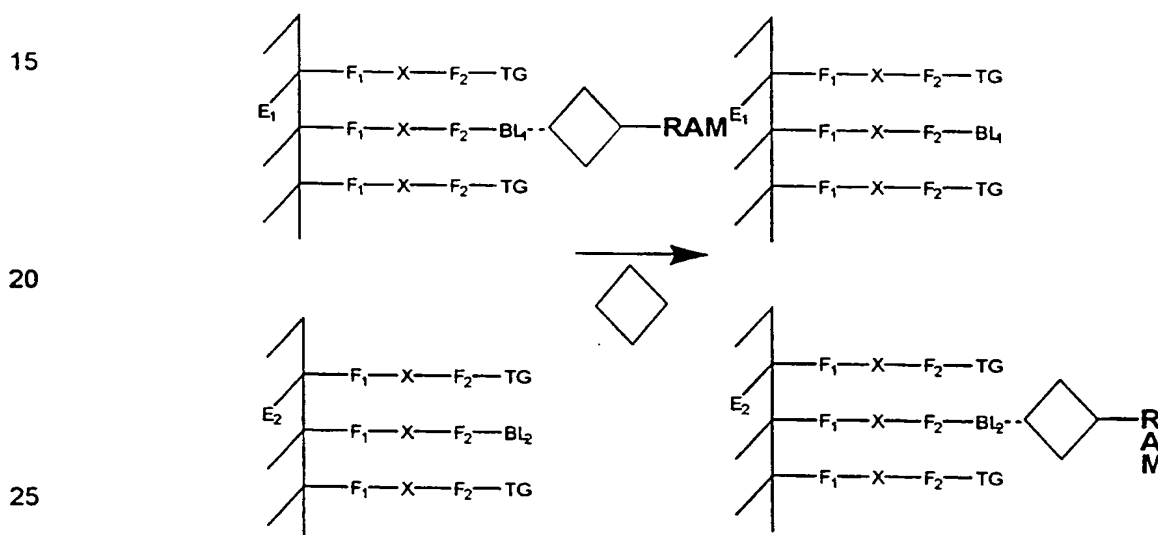 15
F₁—X—F₂—TG
F₁—X—F₂—TG
E₁
E₁
F₁—X—F₂—BL₁
RAM
F₁—X—F₂—BL₁
F₁—X—F₂—TG
F₁—X—F₂—TG
20
F₁—X—F₂—TG
F₁—X—F₂—TG
E₂
E₂
F₁—X—F₂—BL₂
F₁—X—F₂—BL₂
RAM
25
F₁—X—F₂—TG
F₁—X—F₂—TG